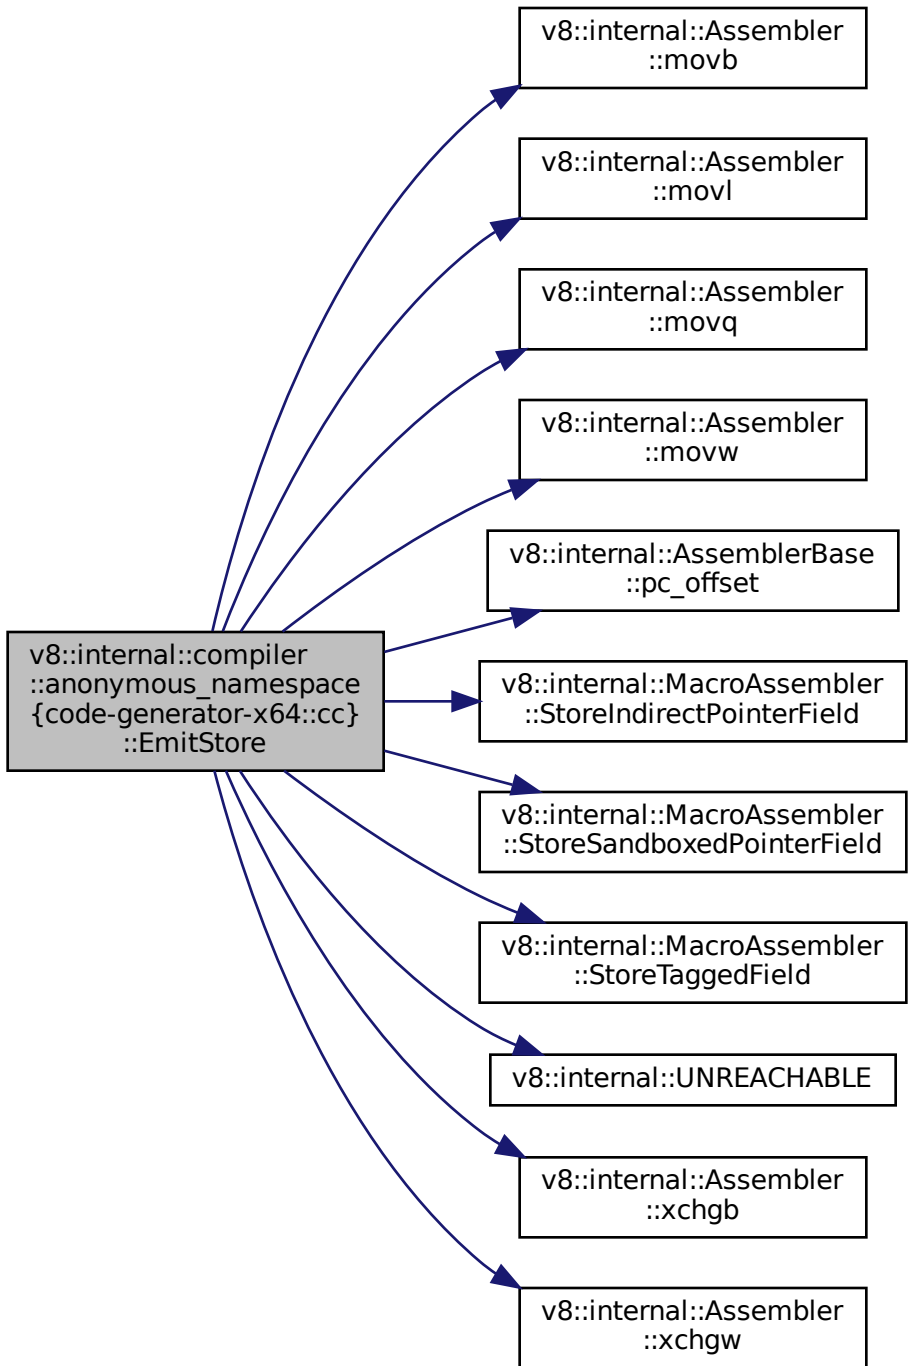 v8::internal::Assembler
::movb
v8::internal::Assembler
::movl
v8::internal::Assembler
::movq
v8::internal::Assembler
::movw
v8::internal::AssemblerBase
::pc_offset
v8::internal::compiler
::anonymous_namespace
{code-generator-x64::cc}
::EmitStore
v8::internal::MacroAssembler
::StoreIndirectPointerField
v8::internal::MacroAssembler
::StoreSandboxedPointerField
v8::internal::MacroAssembler
::StoreTaggedField
v8::internal::UNREACHABLE
v8::internal::Assembler
::xchgb
v8::internal::Assembler
::xchgw